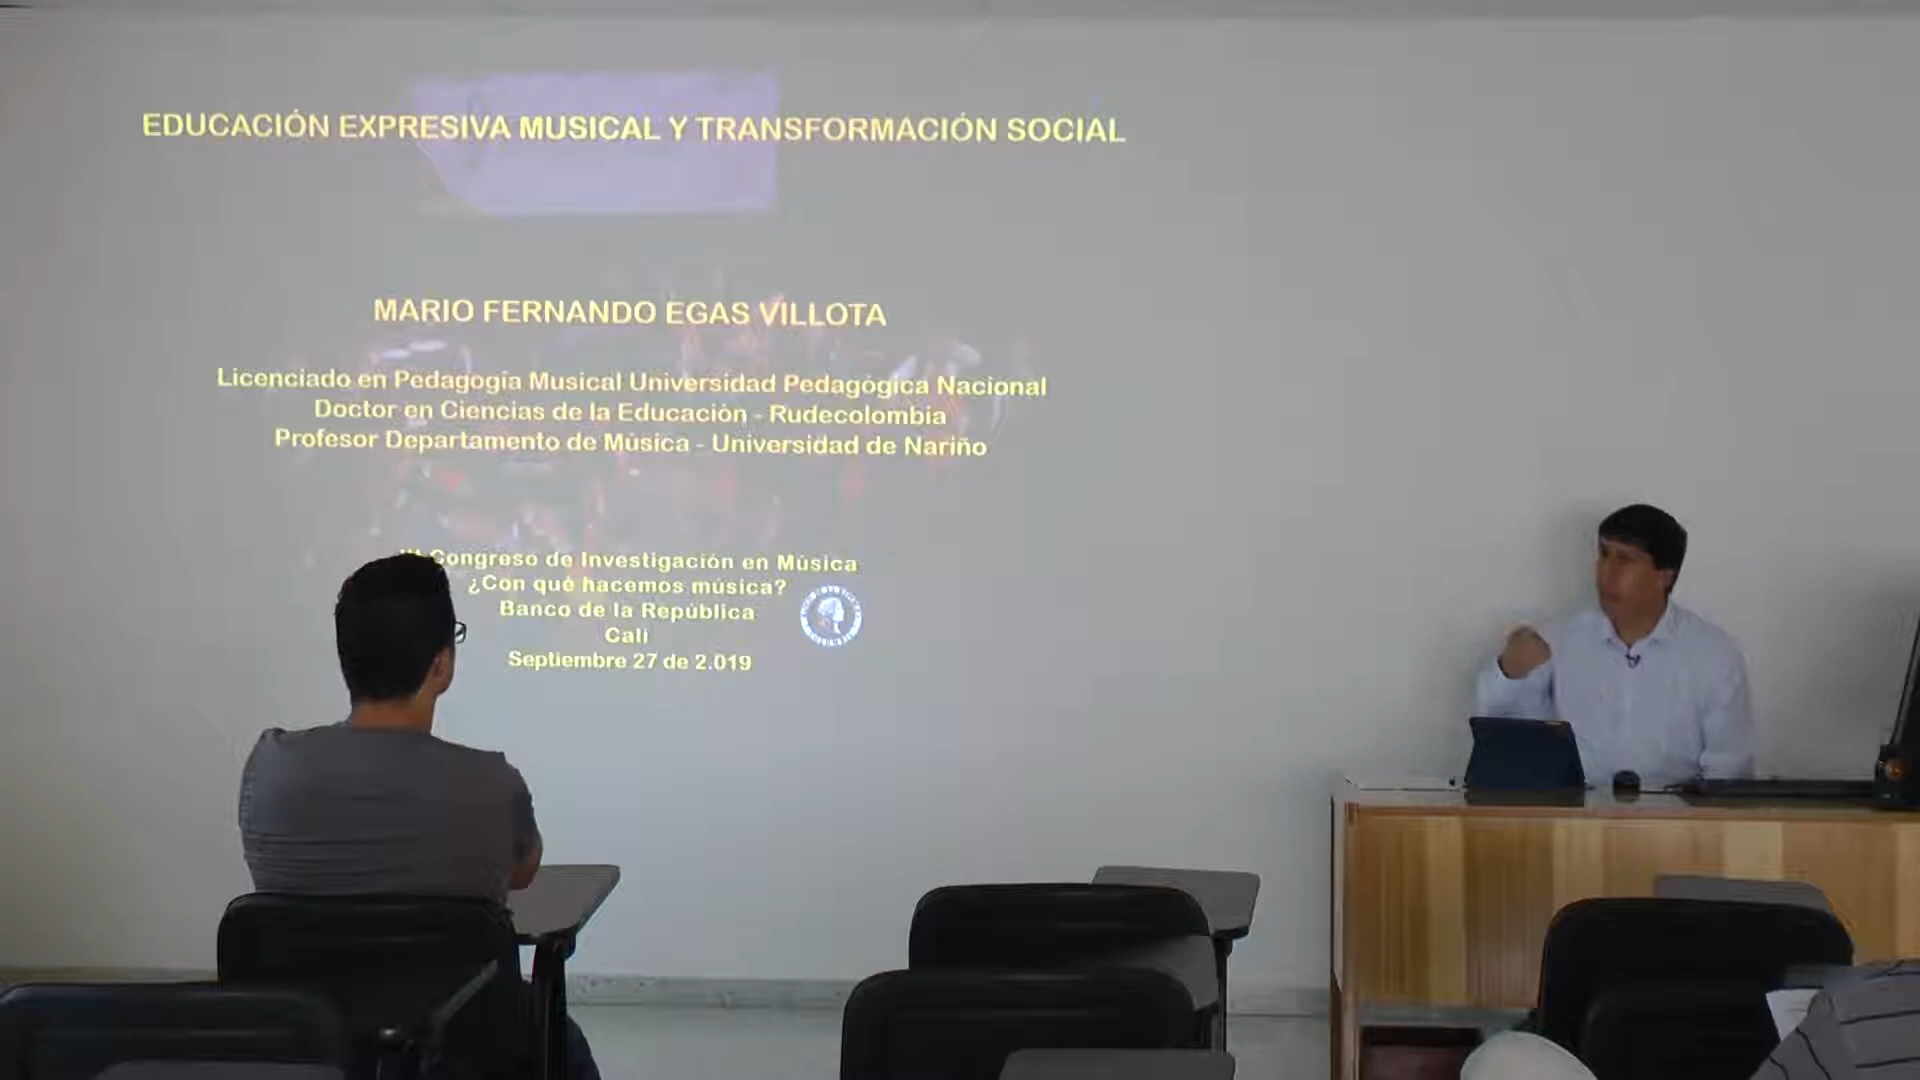 EDUCACIÓN EXPRESIVA MUSICAL Y TRANSFORMACIÓN SOCIAL
MARIO FERNANDO EGAS VILLOTA
Licenciado en Pedagogía Musical Universidad Pedagógica Nacional
Doctor en Ciencias de la Educación - Rudecolombia
Profesor Departamento de Música - Universidad de Nariño
Congreso de Investigación en Música
¿Con qué hacemos música?
Banco de la República
Cali
Septiembre 27 de 2.019